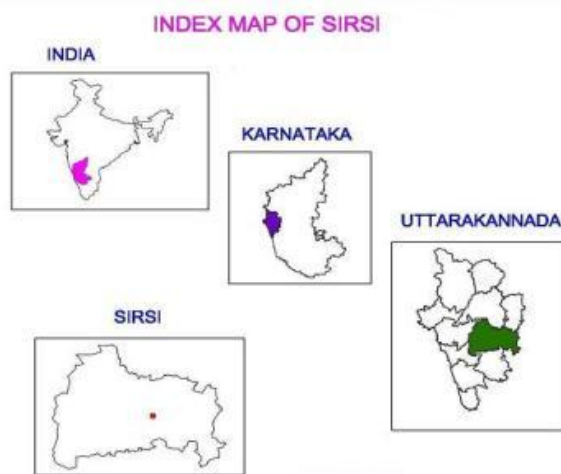 INDEX MAP OF SIRSI
INDIA
KARNATAKA
UTTARAKANNADA
SIRSI